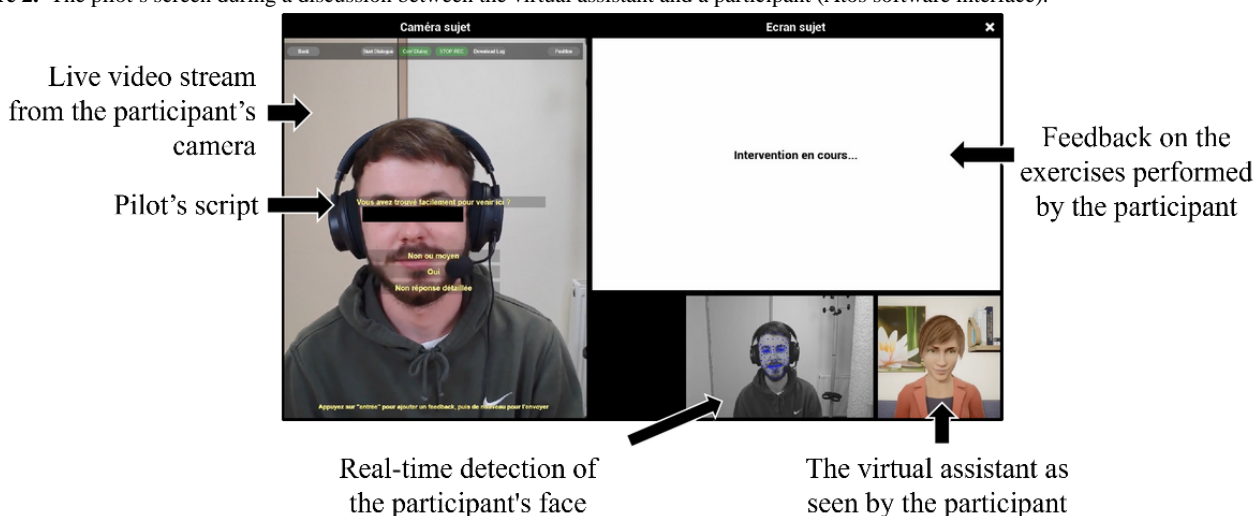 re 2. The pilot's screen during a discussion between the virtual assistant and a participant (Atos software interface).
Caméra sujet
Ecran sujet
Back
Start Dialogue
Cont Dialog
STOP REC
Download Log
Live video stream
from the participant's
camera
Pilot's script
Vous avez trouvé facilement pour venir ici ?
Non ou moyen
Oui
Non réponse détaillée
Appuyez sur "entrée" pour ajouter un feedback, puis de nouveau pour l'envoyer
Intervention en cours...
Feedback on the
exercises performed
by the participant
Real-time detection of
the participant's face
The virtual assistant as
seen by the participant